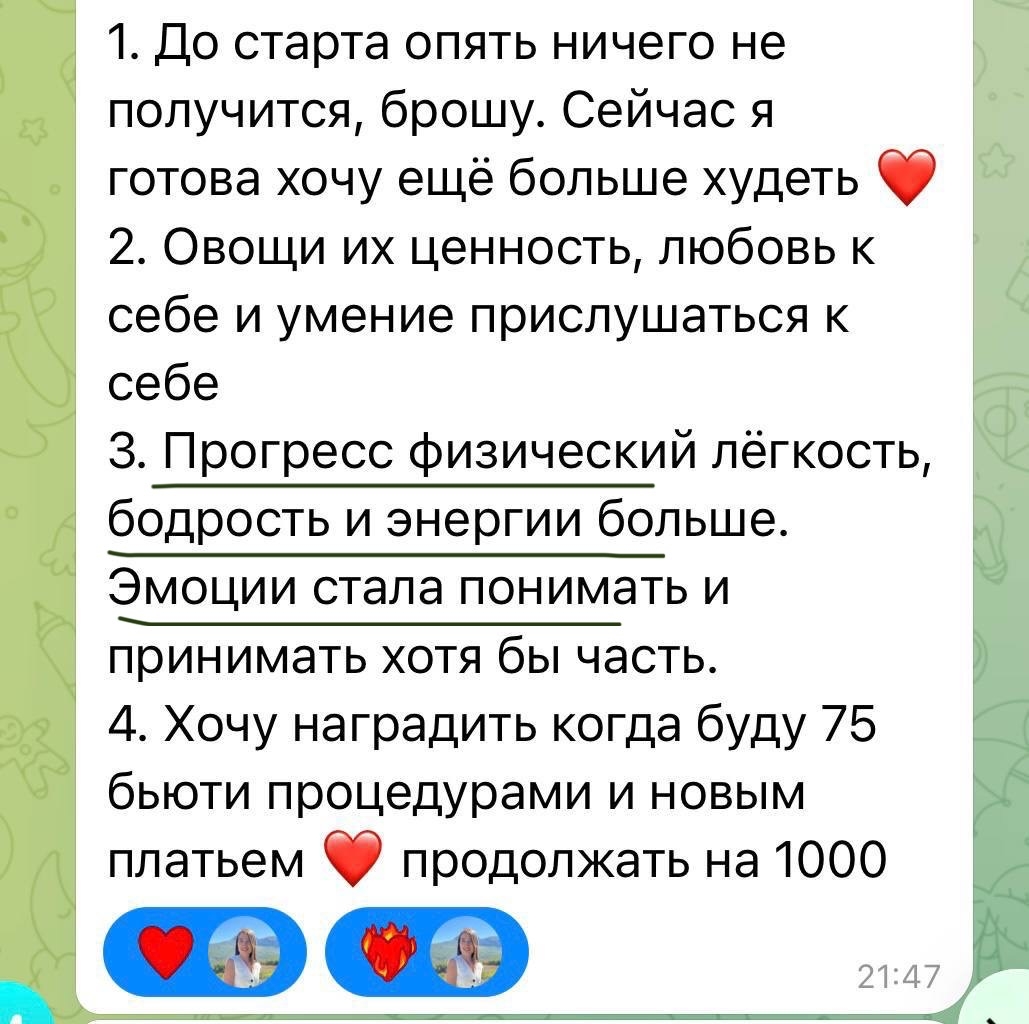 1. До старта опять ничего не
получится, брошу. Сейчас я
готова хочу ещё больше худеть ❤️
2. Овощи их ценность, любовь к
себе и умение прислушаться к
себе
3. Прогресс физический лёгкость,
бодрость и энергии больше.
Эмоции стала понимать и
принимать хотя бы часть.
4. Хочу наградить когда буду 75
бьюти процедурами и новым
платьем ❤️ продолжать на 1000
21:47